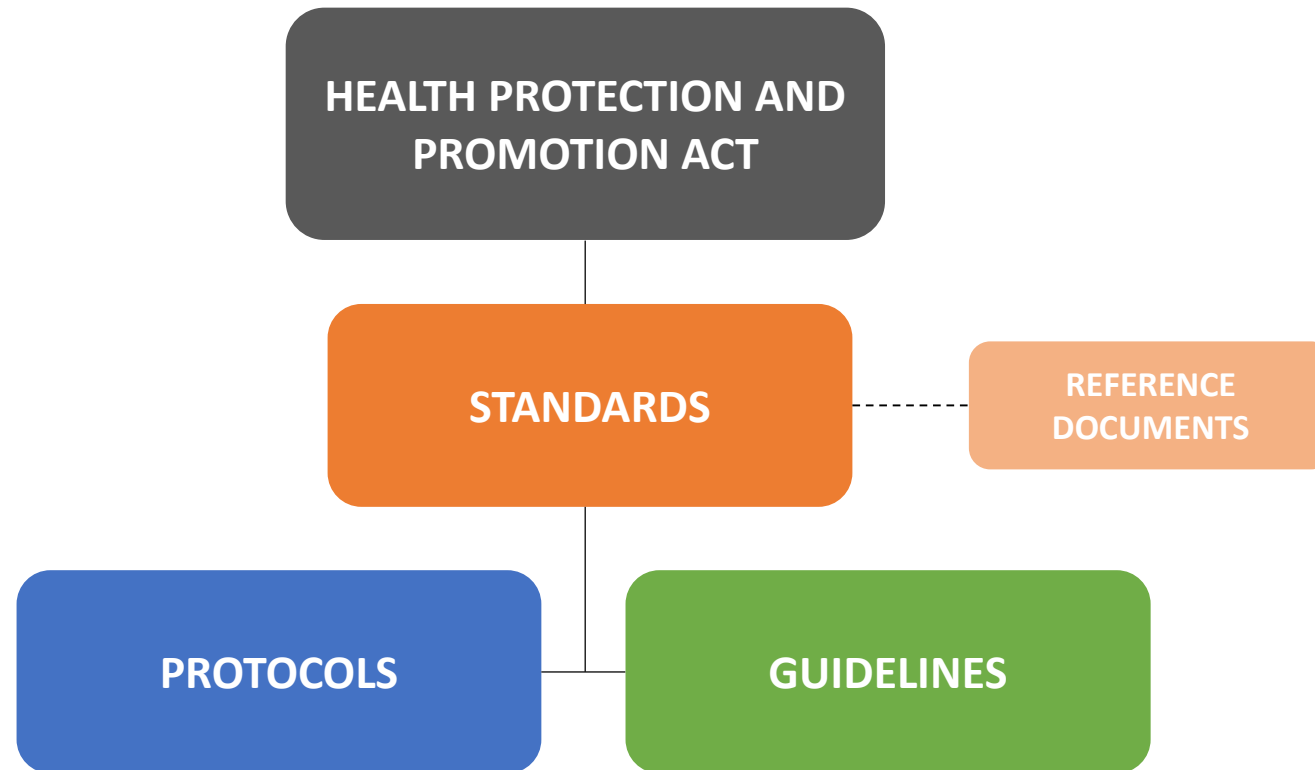 HEALTH PROTECTION AND
PROMOTION ACT
STANDARDS
REFERENCE
DOCUMENTS
PROTOCOLS
GUIDELINES